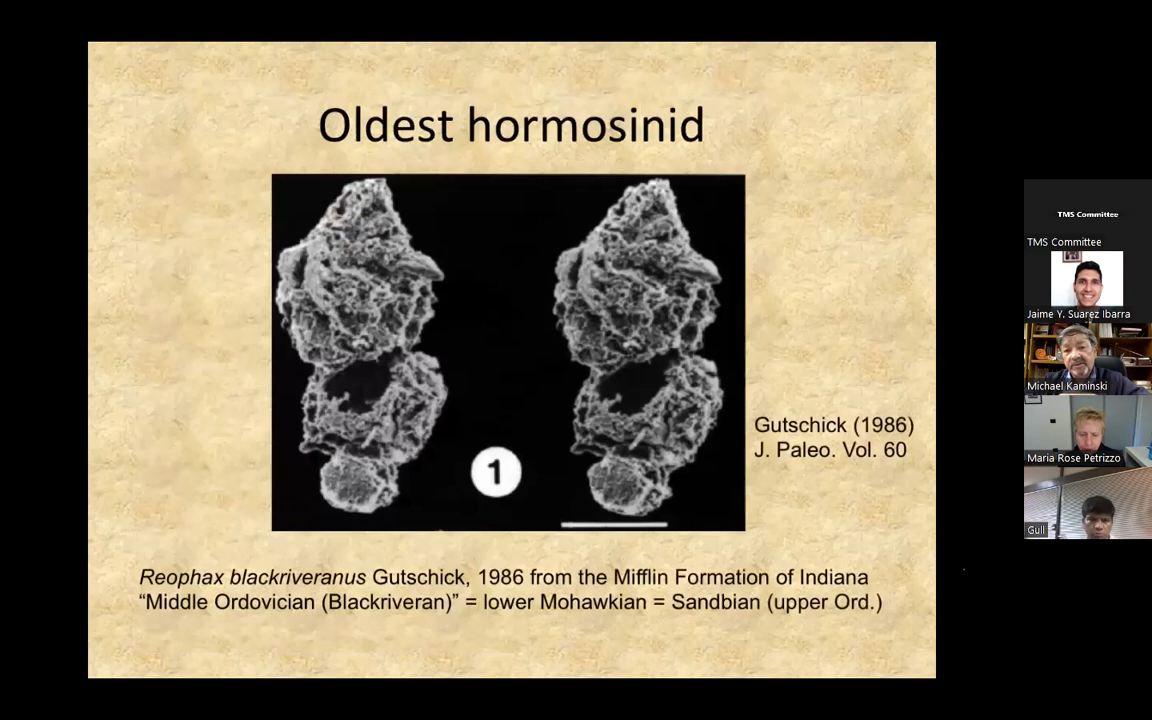 Oldest hormosinid
1
Gutschick (1986)
J. Paleo. Vol. 60
Reophax blackriveranus Gutschick, 1986 from the Mifflin Formation of Indiana
“Middle Ordovician (Blackriveran)” = lower Mohawkian = Sandbian (upper Ord.)
TMS Committee
TMS Committee
Jaime Y. Suarez Ibarra
Michael Kaminski
Maria Rose Petrizzo
Gull